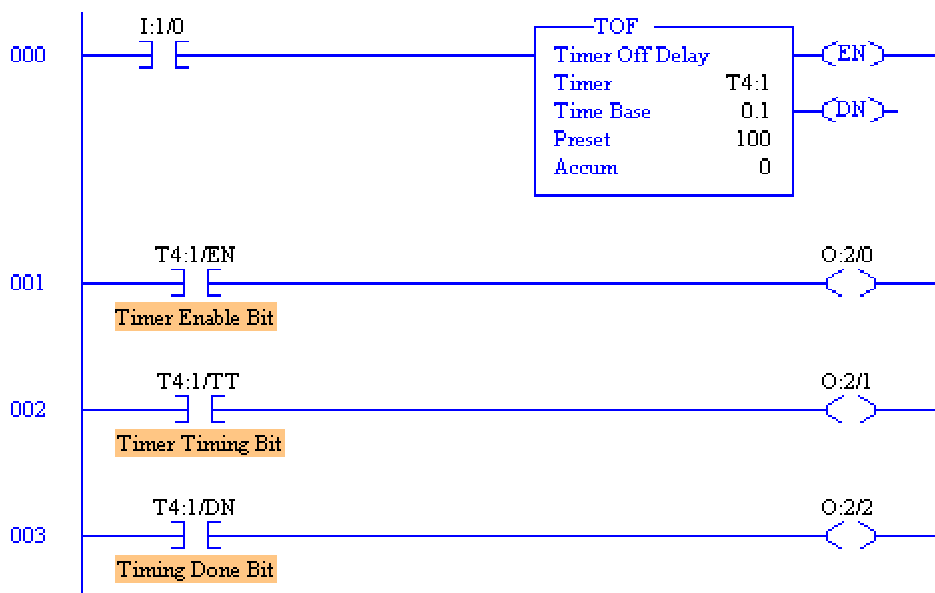 I:1/0
000
TOF
Timer Off Delay
EN
Timer T4:1
Time Base 0.1
DN
Preset 100
Accum 0
T4:1/EN
O:2/0
001
Timer Enable Bit
T4:1/TT
O:2/1
002
Timer Timing Bit
T4:1/DN
O:2/2
003
Timing Done Bit